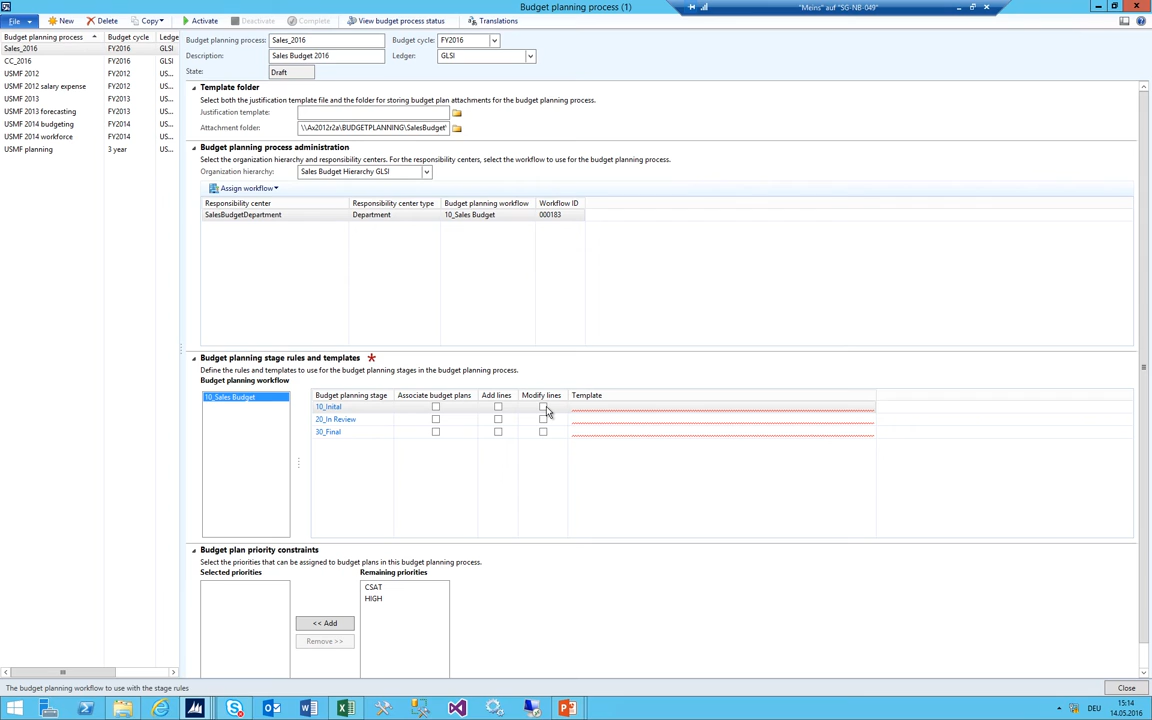 Budget planning process (1)
"Meins" auf "SG-NB-049"
File New Delete Copy Activate Deactivate Complete View budget process status Translations
Budget planning process Budget cycle Ledger
Sales_2016 FY2016 GLSI
CC_2016 FY2016 GLSI
USMF 2012 FY2012 US...
USMF 2012 salary expense FY2012 US...
USMF 2013 FY2013 US...
USMF 2013 forecasting FY2013 US...
USMF 2014 budgeting FY2014 US...
USMF 2014 workforce FY2014 US...
USMF planning 3 year US...
Budget planning process: Sales_2016 Budget cycle: FY2016
Description: Sales Budget 2016 Ledger: GLSI
State: Draft
Template folder
Select both the justification template file and the folder for storing budget plan attachments for the budget planning process.
Justification template:
Attachment folder: \\Ax2012r2a\BUDGETPLANNING\SalesBudget'
Budget planning process administration
Select the organization hierarchy and responsibility centers. For the responsibility centers, select the workflow to use for the budget planning process.
Organization hierarchy: Sales Budget Hierarchy GLSI
Assign workflow
Responsibility center Responsibility center type Budget planning workflow Workflow ID
SalesBudgetDepartment Department 10_Sales Budget 000183
Budget planning stage rules and templates *
Define the rules and templates to use for the budget planning stages in the budget planning process.
Budget planning workflow
10_Sales Budget
Budget planning stage Associate budget plans Add lines Modify lines Template
10_Inital
20_In Review
30_Final
Budget plan priority constraints
Select the priorities that can be assigned to budget plans in this budget planning process.
Selected priorities Remaining priorities
CSAT
HIGH
<< Add
Remove >>
The budget planning workflow to use with the stage rules
Close
DEU
15:14
14.05.2016